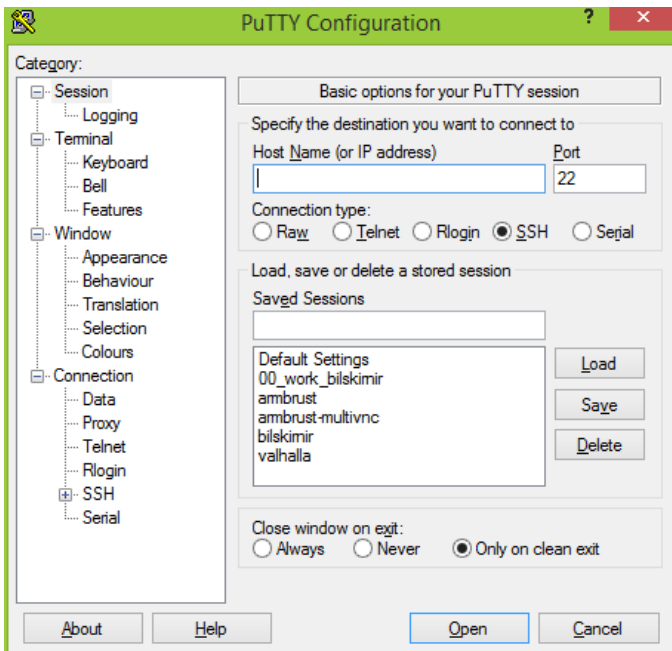 PuTTY Configuration
? ×
Category:
Session
Logging
Terminal
Keyboard
Bell
Features
Window
Appearance
Behaviour
Translation
Selection
Colours
Connection
Data
Proxy
Telnet
Rlogin
SSH
Serial
Basic options for your PuTTY session
Specify the destination you want to connect to
Host Name (or IP address) Port
22
Connection type:
Raw Telnet Rlogin SSH Serial
Load, save or delete a stored session
Saved Sessions
Default Settings
00_work_bilskirnir
armbrust
armbrust-multivnc
bilskirnir
valhalla
Load
Save
Delete
Close window on exit:
Always Never Only on clean exit
About Help Open Cancel